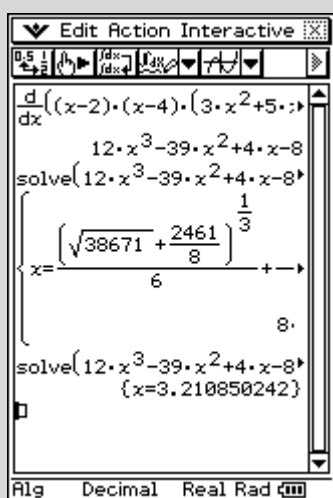 Edit Action Interactive
d/dx((x-2)·(x-4)·(3·x^2+5·
12·x^3-39·x^2+4·x-8
solve(12·x^3-39·x^2+4·x-8
{x=(√38671+2461/8)^(1/3)/6+
8·
solve(12·x^3-39·x^2+4·x-8
{x=3.210850242}
Alg Decimal Real Rad